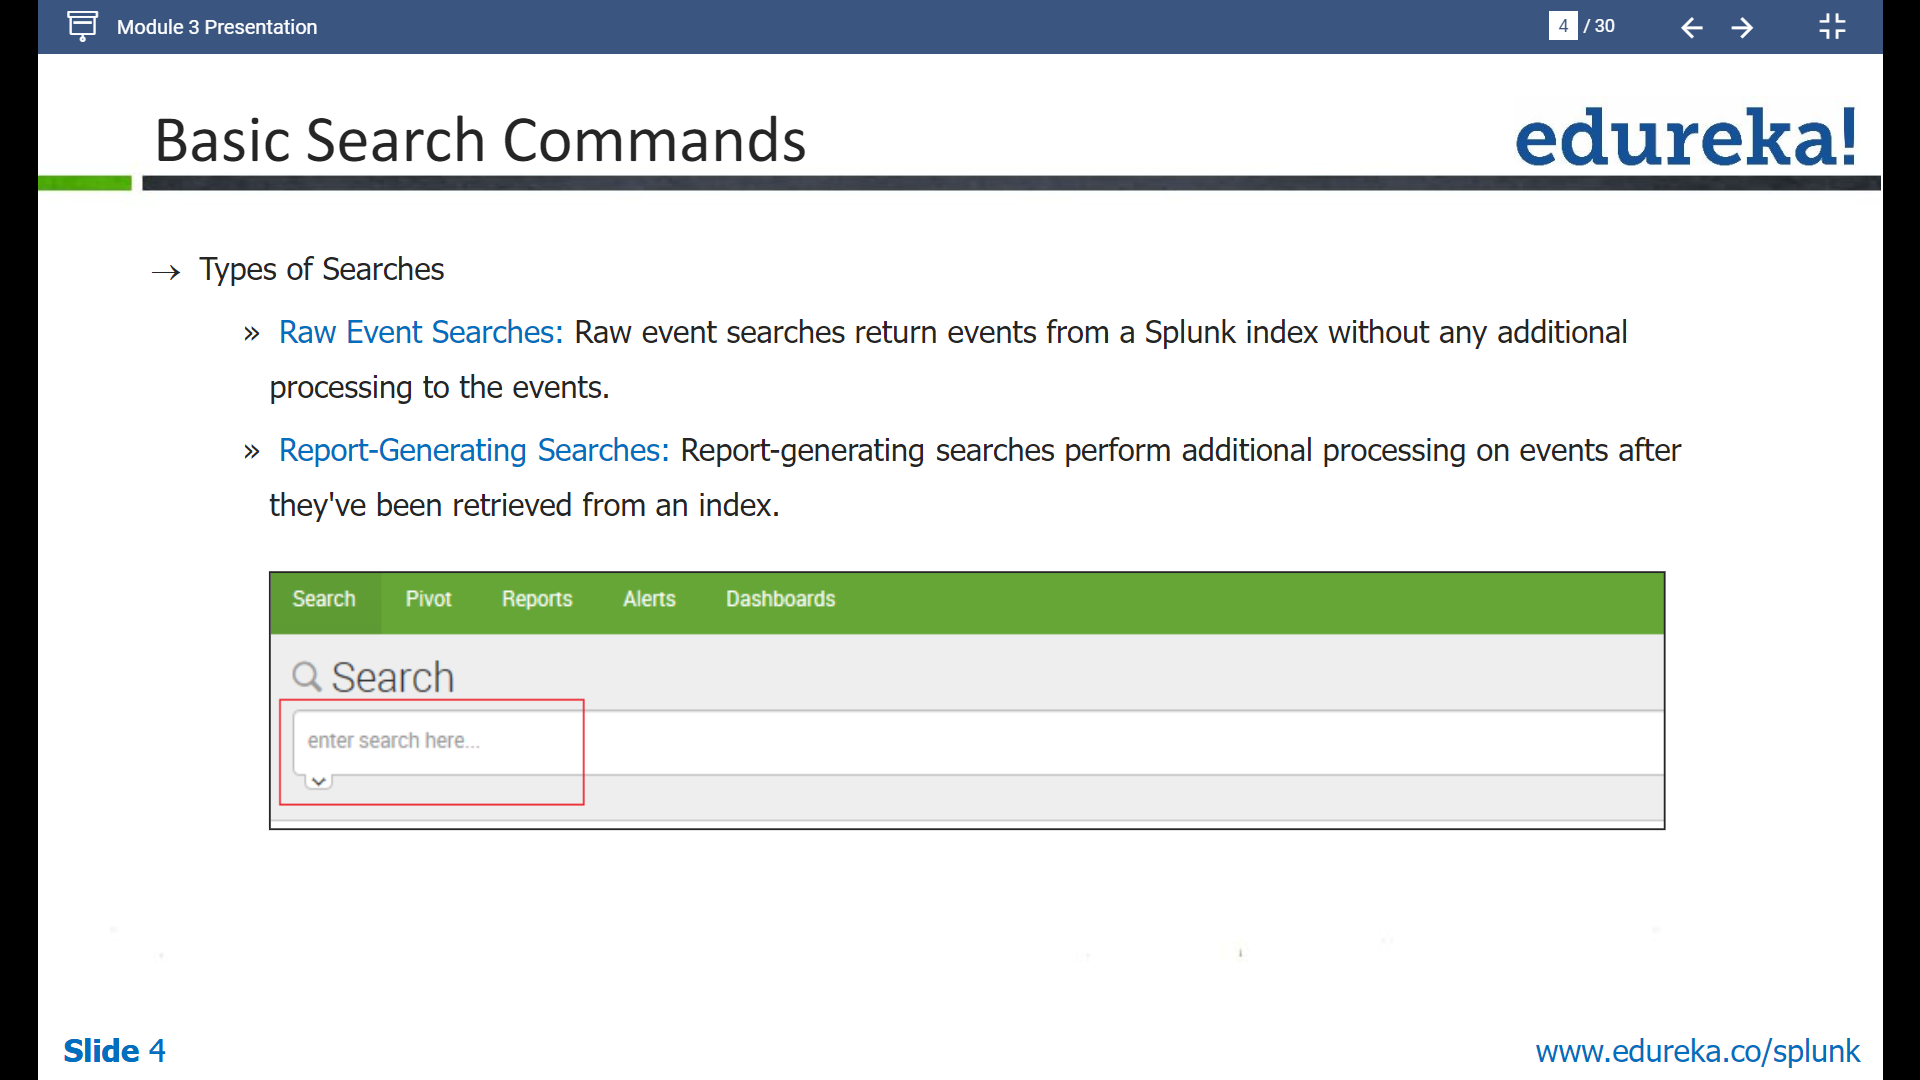 Module 3 Presentation
4 / 30
Basic Search Commands
edureka!
→ Types of Searches
» Raw Event Searches: Raw event searches return events from a Splunk index without any additional
processing to the events.
» Report-Generating Searches: Report-generating searches perform additional processing on events after
they've been retrieved from an index.
Search Pivot Reports Alerts Dashboards
Search
enter search here...
Slide 4
www.edureka.co/splunk